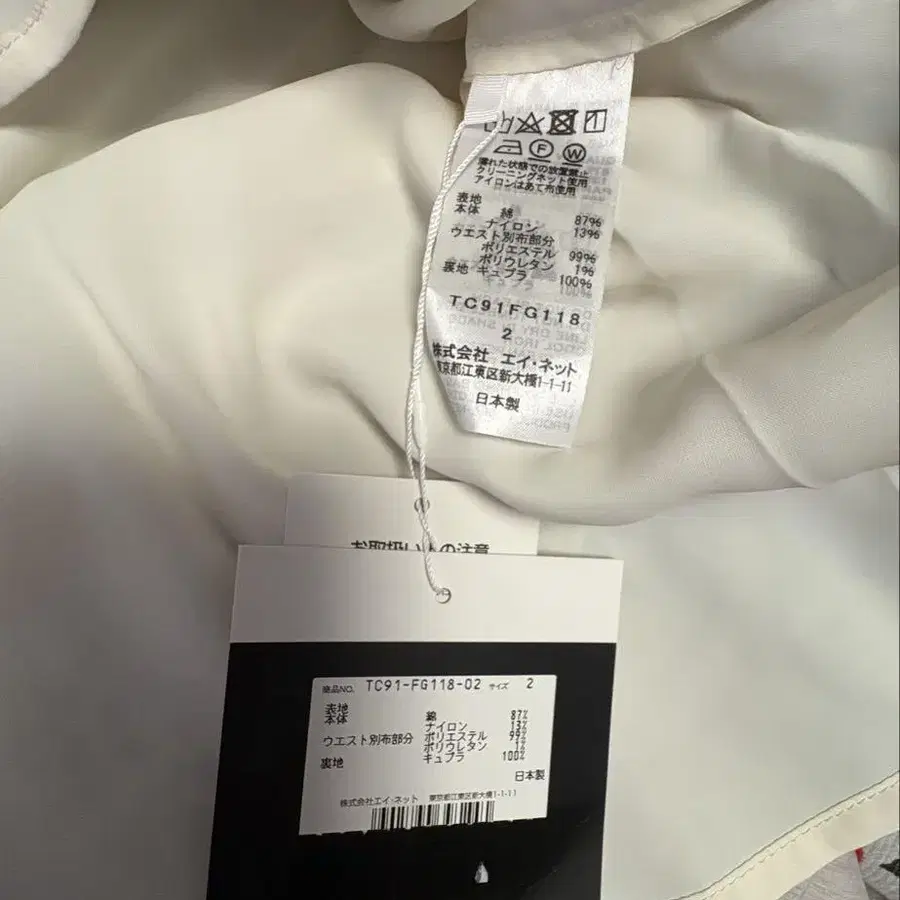 濡れた状態での放置禁止
クリーニングネット使用
アイロンはあて布使用
表地
本体 綿 87%
ナイロン 13%
ウエスト別布部分
ポリエステル 99%
ポリウレタン 1%
裏地 キュプラ 100%
TC91FG118
2
株式会社 エイ・ネット
東京都江東区新大橋1-1-11
日本製
お取扱い上の注意
商品NO. TC91-FG118-02 サイズ 2
表地
本体 綿 87%
ナイロン 13%
ウエスト別布部分 ポリエステル 99%
ポリウレタン 1%
裏地 キュプラ 100%
日本製
株式会社エイ・ネット 東京都江東区新大橋1-1-11